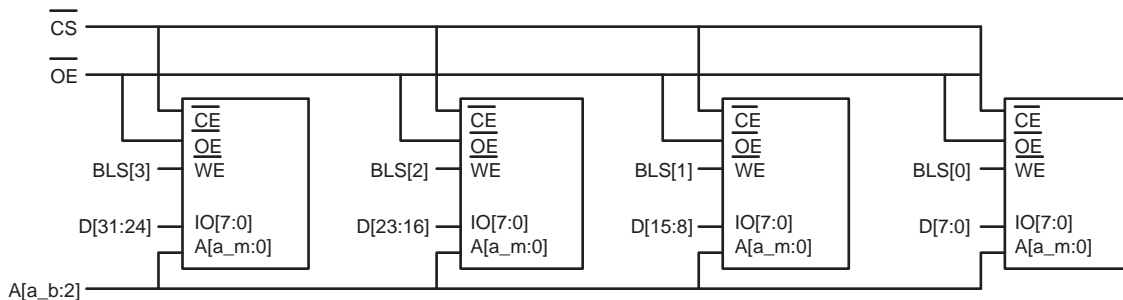 CS
OE
CE
OE
BLS[3]
WE
D[31:24]
IO[7:0]
A[a_m:0]
CE
OE
BLS[2]
WE
D[23:16]
IO[7:0]
A[a_m:0]
CE
OE
BLS[1]
WE
D[15:8]
IO[7:0]
A[a_m:0]
CE
OE
BLS[0]
WE
D[7:0]
IO[7:0]
A[a_m:0]
A[a_b:2]